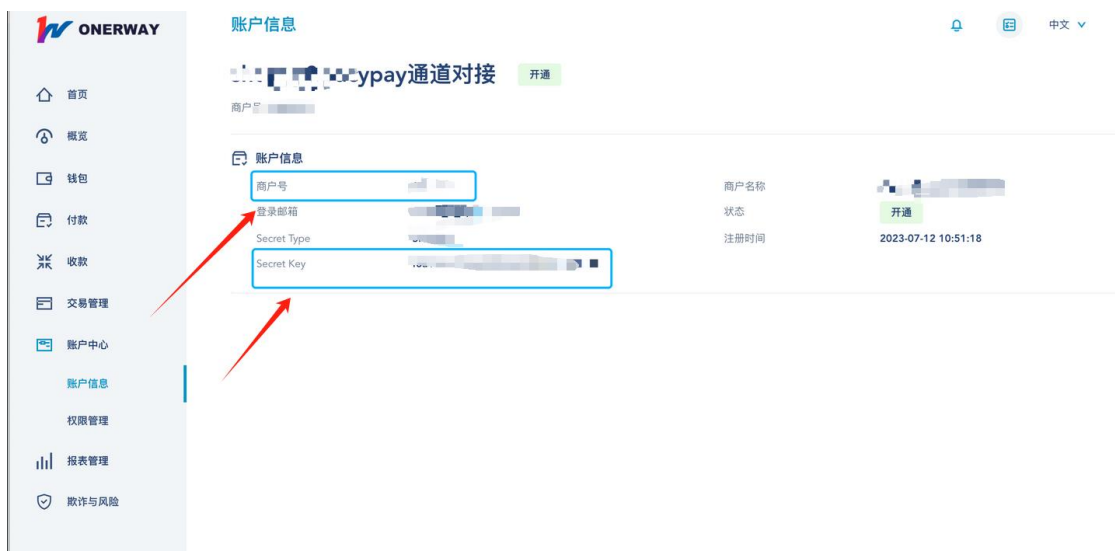 ONERWAY
账户信息
中文
ypay通道对接
开通
商户号
首页
概览
钱包
付款
收款
交易管理
账户中心
账户信息
权限管理
报表管理
欺诈与风险
账户信息
商户号
商户名称
登录邮箱
状态
开通
Secret Type
注册时间
2023-07-12 10:51:18
Secret Key